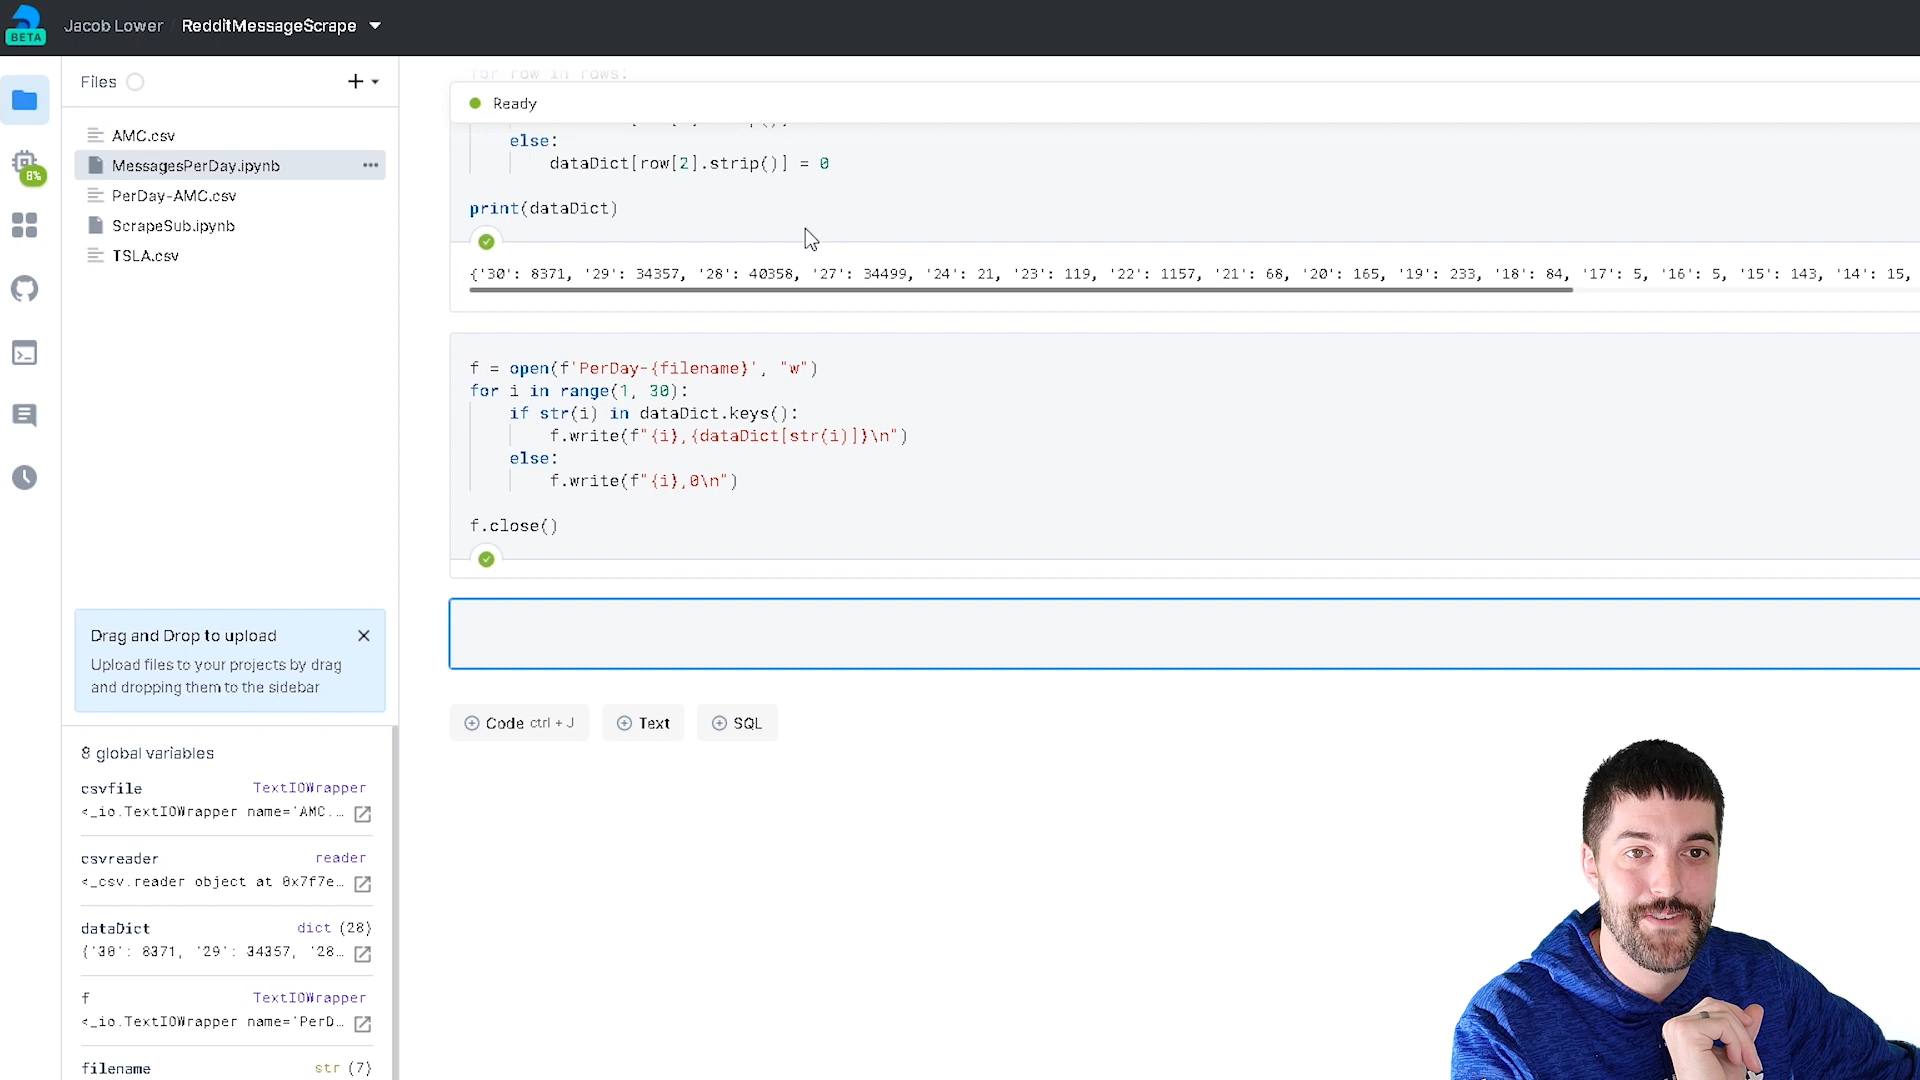 BETA
Jacob Lower / RedditMessageScrape
Files
AMC.csv
MessagesPerDay.ipynb
PerDay-AMC.csv
ScrapeSub.ipynb
TSLA.csv
8%
Drag and Drop to upload
Upload files to your projects by drag
and dropping them to the sidebar
8 global variables
csvfile TextIOWrapper
<_io.TextIOWrapper name='AMC....
csvreader reader
<_csv.reader object at 0x7f7e...
dataDict dict (28)
{'30': 8371, '29': 34357, '28...
f TextIOWrapper
<_io.TextIOWrapper name='PerD...
filename str (7)
for row in rows:
Ready
else:
dataDict[row[2].strip()] = 0
print(dataDict)
{'30': 8371, '29': 34357, '28': 40358, '27': 34499, '24': 21, '23': 119, '22': 1157, '21': 68, '20': 165, '19': 233, '18': 84, '17': 5, '16': 5, '15': 143, '14': 15,
f = open(f'PerDay-{filename}', "w")
for i in range(1, 30):
if str(i) in dataDict.keys():
f.write(f"{i},{dataDict[str(i)]}\n")
else:
f.write(f"{i},0\n")
f.close()
Code ctrl + J
Text
SQL